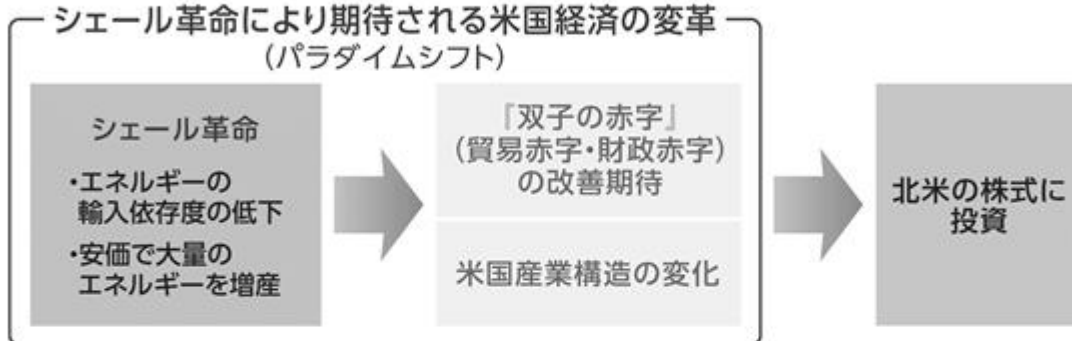 シェール革命により期待される米国経済の変革
(パラダイムシフト)
シェール革命
・エネルギーの
輸入依存度の低下
・安価で大量の
エネルギーを増産
『双子の赤字』
(貿易赤字・財政赤字)
の改善期待
米国産業構造の変化
北米の株式に
投資